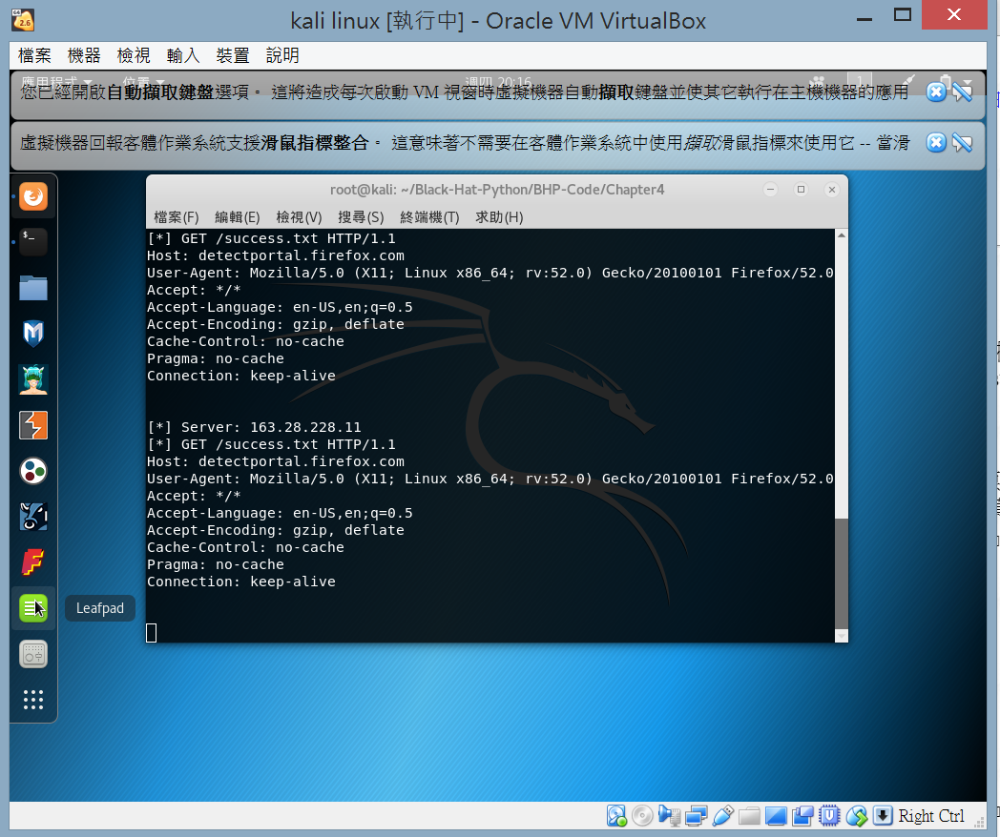 kali linux [執行中] - Oracle VM VirtualBox
檔案 機器 檢視 輸入 裝置 說明
應用程式 位置 週四 20:16 1
您已經開啟自動擷取鍵盤選項。 這將造成每次啟動 VM 視窗時虛擬機器自動擷取鍵盤並使其它執行在主機機器的應用
虛擬機器回報客體作業系統支援滑鼠指標整合。 這意味著不需要在客體作業系統中使用擷取滑鼠指標來使用它 -- 當滑
root@kali: ~/Black-Hat-Python/BHP-Code/Chapter4
檔案(F) 編輯(E) 檢視(V) 搜尋(S) 終端機(T) 求助(H)
[*] GET /success.txt HTTP/1.1
Host: detectportal.firefox.com
User-Agent: Mozilla/5.0 (X11; Linux x86_64; rv:52.0) Gecko/20100101 Firefox/52.0
Accept: */*
Accept-Language: en-US,en;q=0.5
Accept-Encoding: gzip, deflate
Cache-Control: no-cache
Pragma: no-cache
Connection: keep-alive
[*] Server: 163.28.228.11
[*] GET /success.txt HTTP/1.1
Host: detectportal.firefox.com
User-Agent: Mozilla/5.0 (X11; Linux x86_64; rv:52.0) Gecko/20100101 Firefox/52.0
Accept: */*
Accept-Language: en-US,en;q=0.5
Accept-Encoding: gzip, deflate
Cache-Control: no-cache
Pragma: no-cache
Connection: keep-alive
Leafpad
Right Ctrl